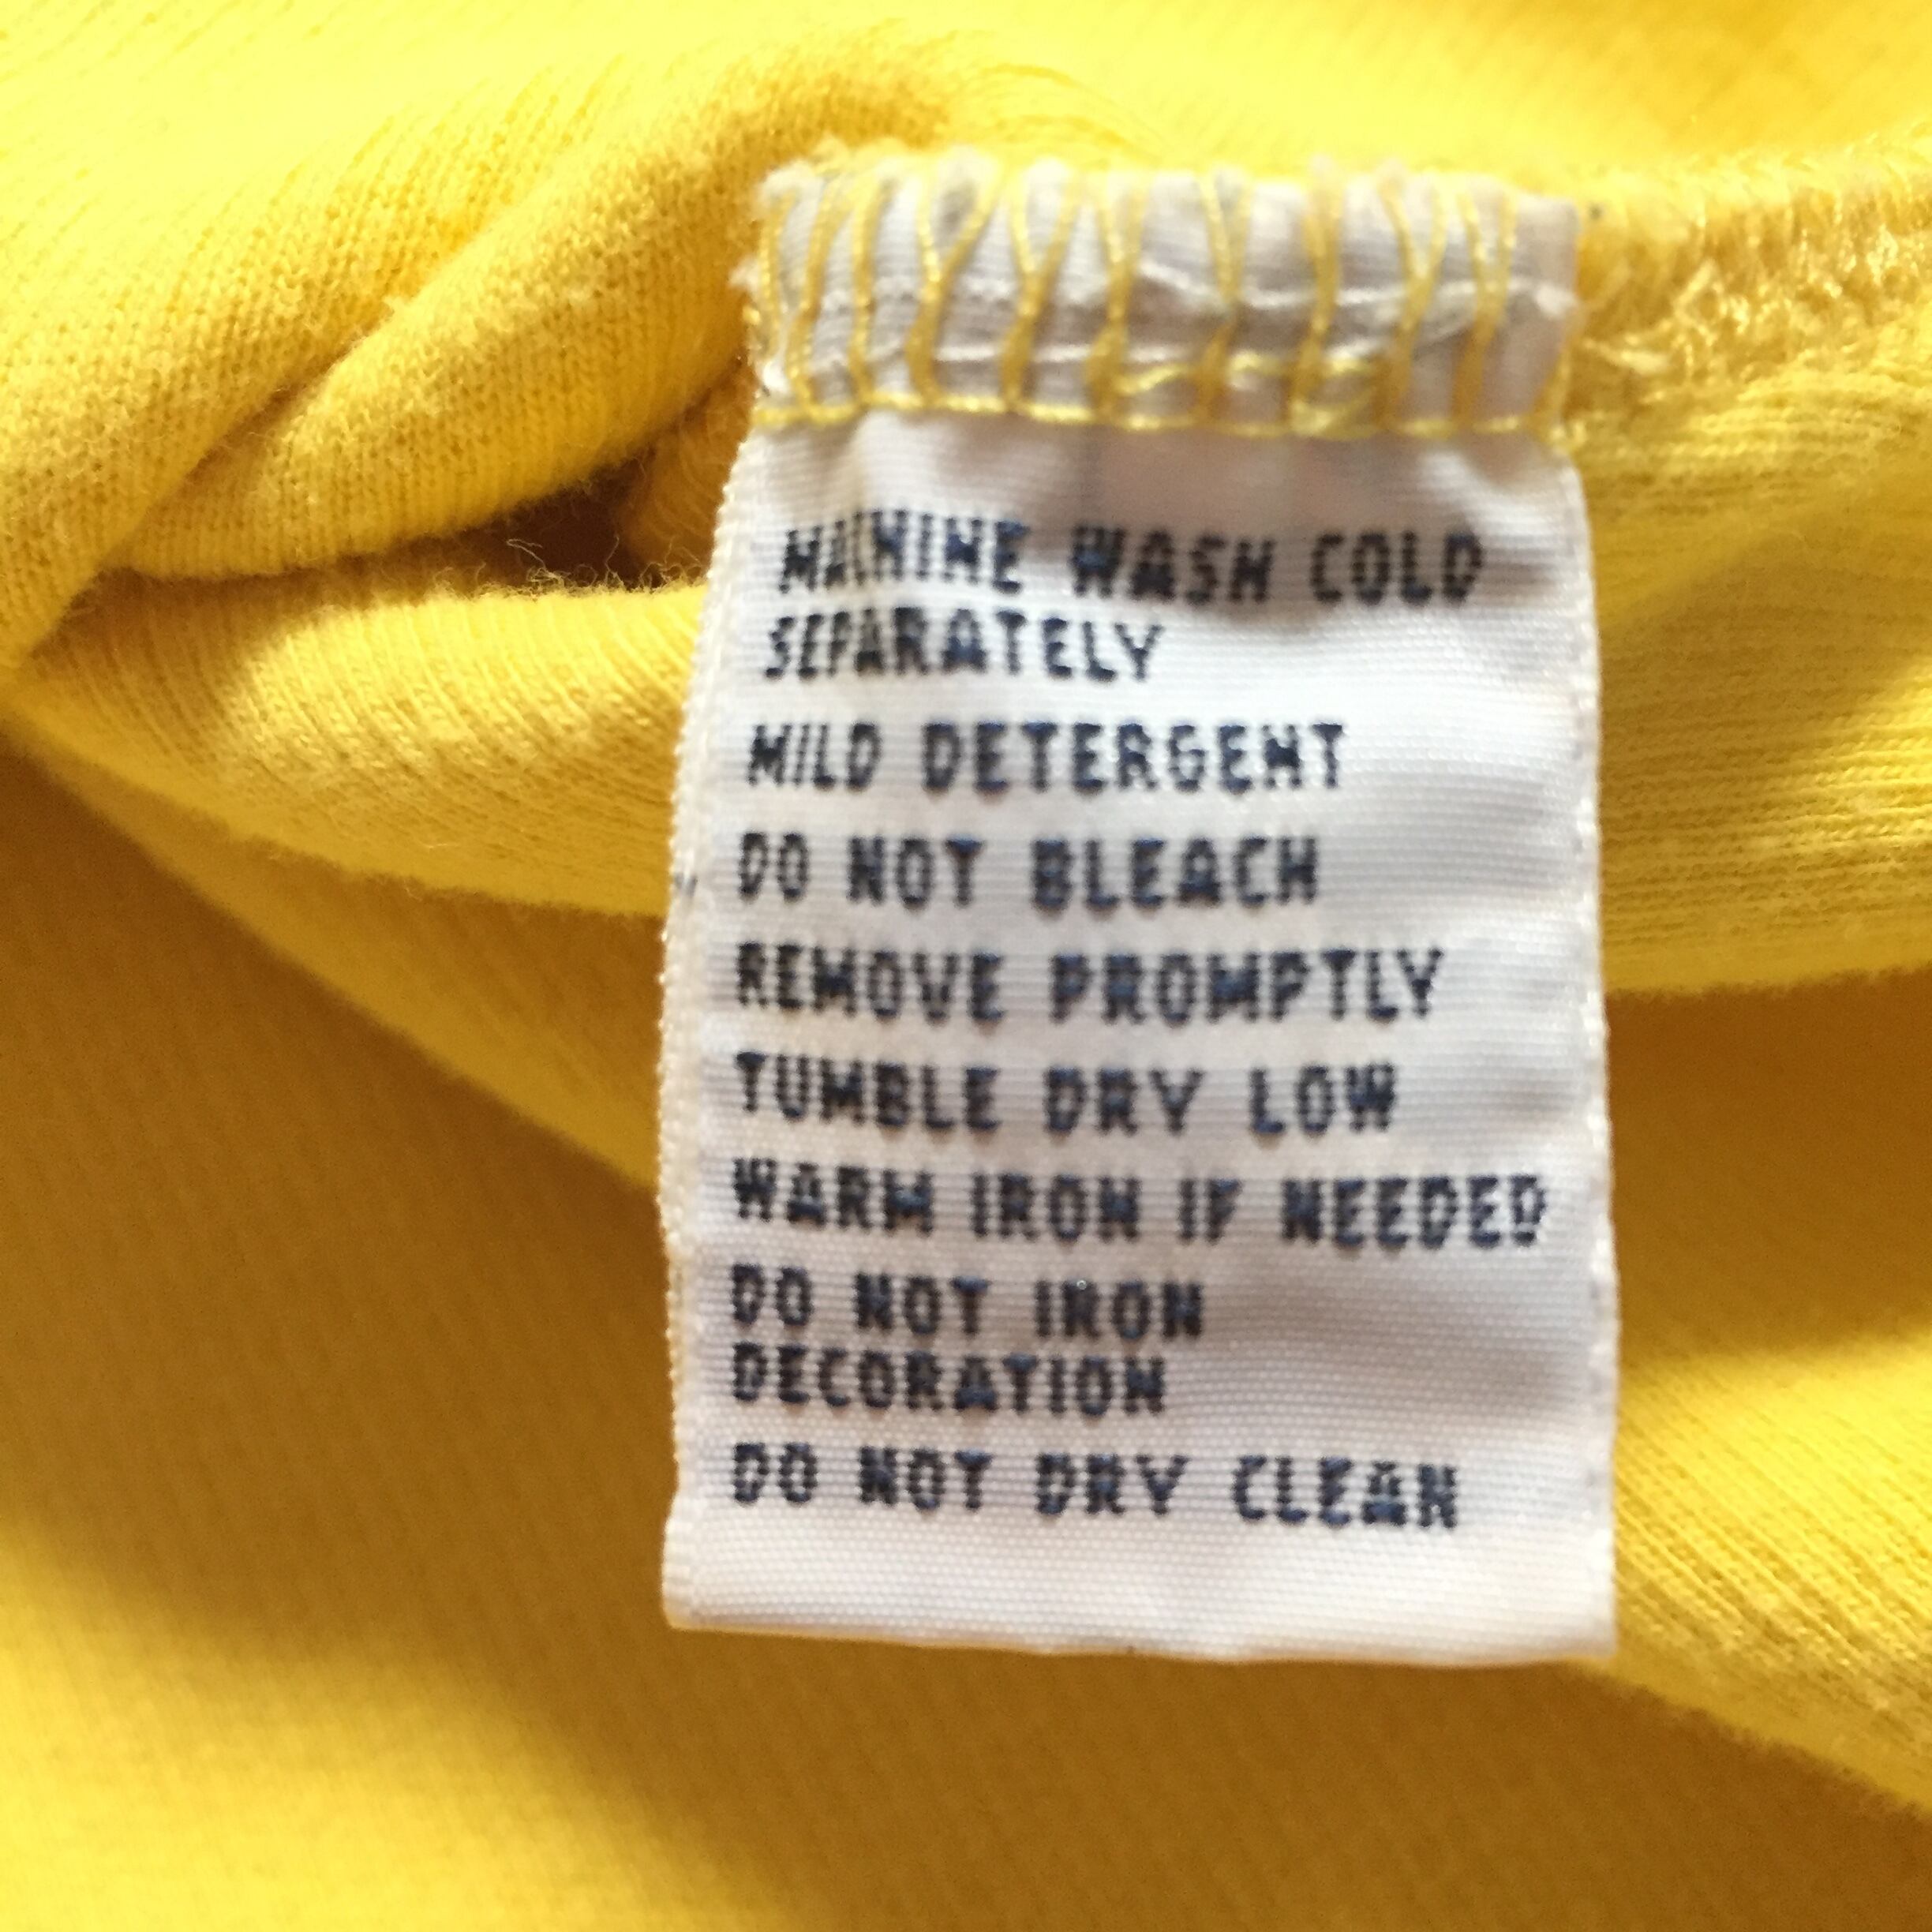 MACHINE WASH COLD
SEPARATELY
MILD DETERGENT
DO NOT BLEACH
REMOVE PROMPTLY
TUMBLE DRY LOW
WARM IRON IF NEEDED
DO NOT IRON
DECORATION
DO NOT DRY CLEAN